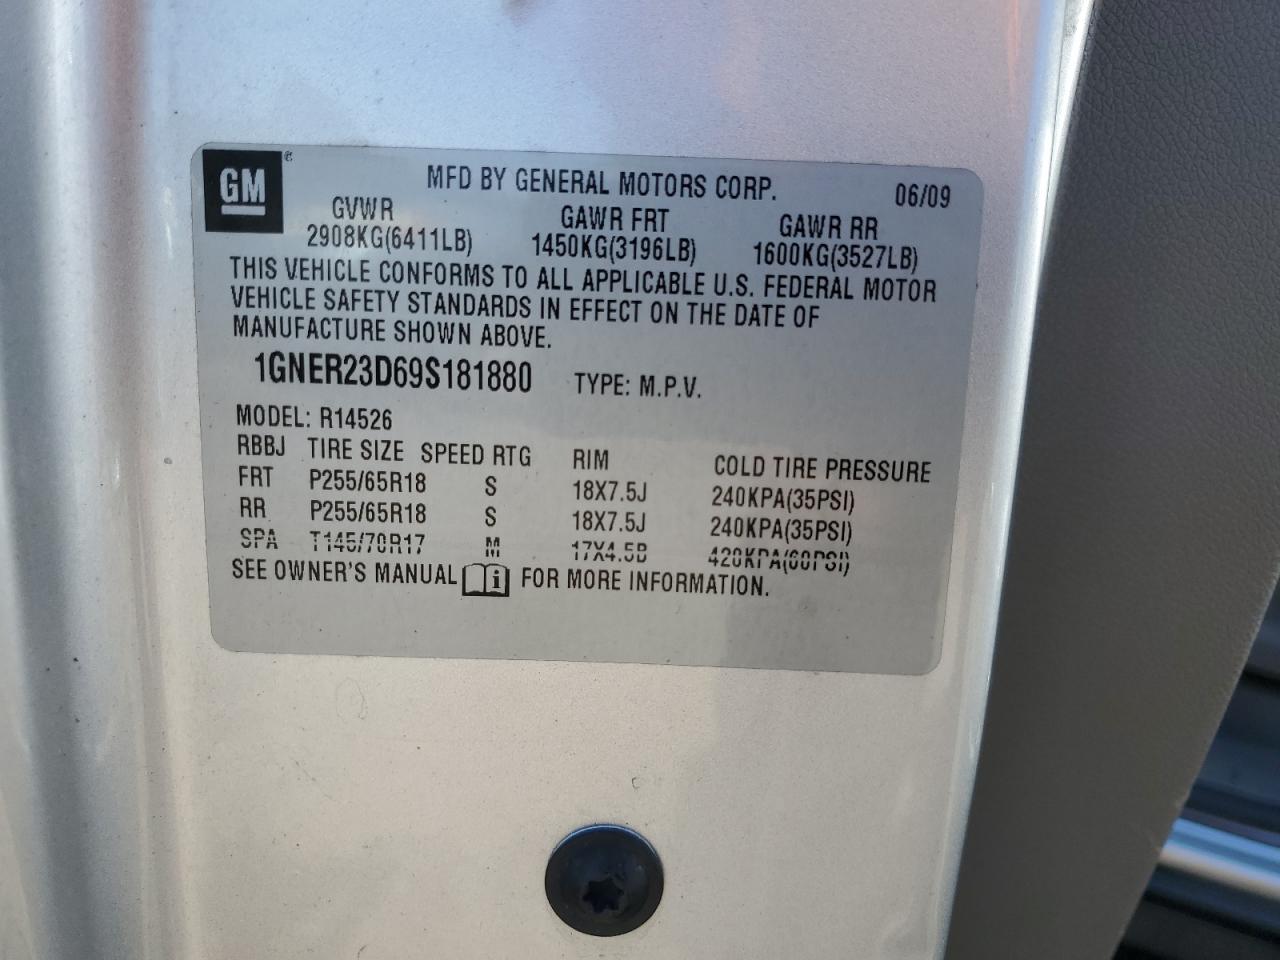 GM ®
MFD BY GENERAL MOTORS CORP. 06/09
GVWR GAWR FRT GAWR RR
2908KG(6411LB) 1450KG(3196LB) 1600KG(3527LB)
THIS VEHICLE CONFORMS TO ALL APPLICABLE U.S. FEDERAL MOTOR
VEHICLE SAFETY STANDARDS IN EFFECT ON THE DATE OF
MANUFACTURE SHOWN ABOVE.
1GNER23D69S181880 TYPE: M.P.V.
MODEL: R14526
RBBJ TIRE SIZE SPEED RTG RIM COLD TIRE PRESSURE
FRT P255/65R18 S 18X7.5J 240KPA(35PSI)
RR P255/65R18 S 18X7.5J 240KPA(35PSI)
SPA T145/70R17 M 17X4.5B 420KPA(60PSI)
SEE OWNER'S MANUAL i FOR MORE INFORMATION.